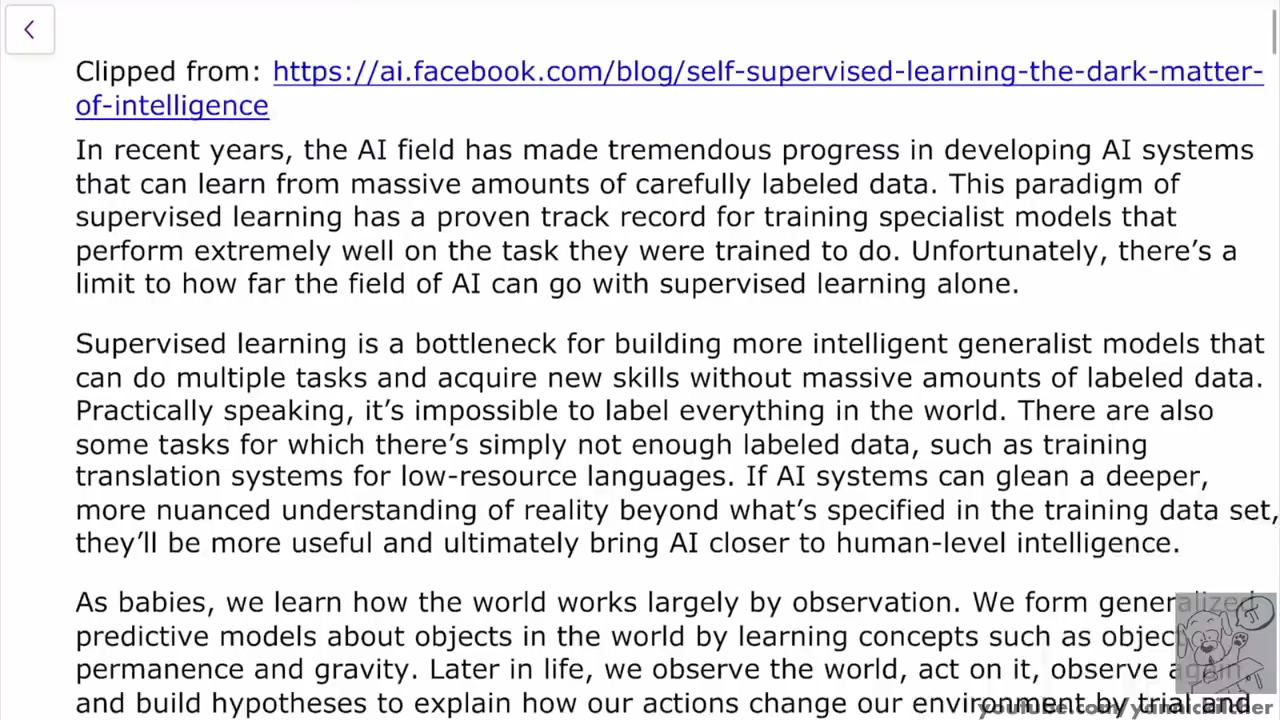 Clipped from: https://ai.facebook.com/blog/self-supervised-learning-the-dark-matter-
of-intelligence
In recent years, the AI field has made tremendous progress in developing AI systems
that can learn from massive amounts of carefully labeled data. This paradigm of
supervised learning has a proven track record for training specialist models that
perform extremely well on the task they were trained to do. Unfortunately, there’s a
limit to how far the field of AI can go with supervised learning alone.
Supervised learning is a bottleneck for building more intelligent generalist models that
can do multiple tasks and acquire new skills without massive amounts of labeled data.
Practically speaking, it’s impossible to label everything in the world. There are also
some tasks for which there’s simply not enough labeled data, such as training
translation systems for low-resource languages. If AI systems can glean a deeper,
more nuanced understanding of reality beyond what’s specified in the training data set,
they’ll be more useful and ultimately bring AI closer to human-level intelligence.
As babies, we learn how the world works largely by observation. We form generalized
predictive models about objects in the world by learning concepts such as object
permanence and gravity. Later in life, we observe the world, act on it, observe again
and build hypotheses to explain how our actions change our environment by trial and
youtube.com/yannickilcher